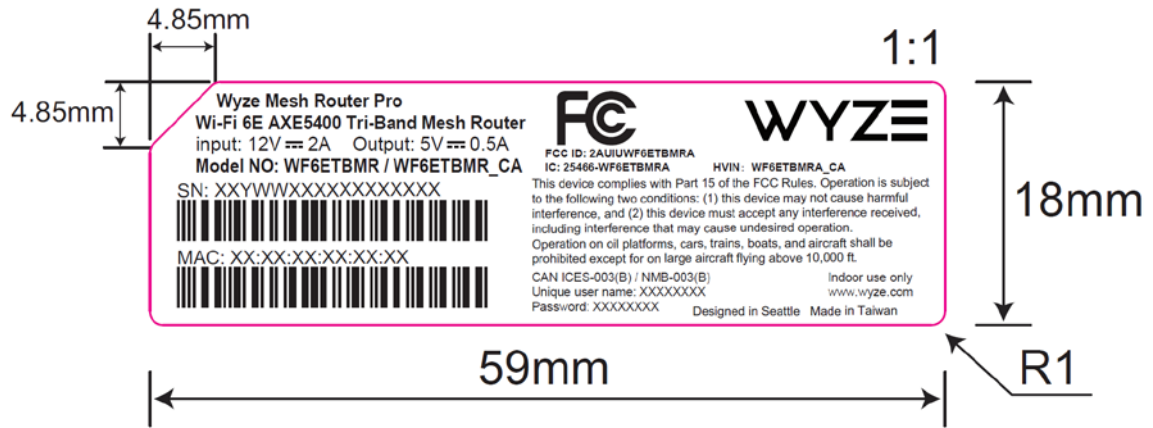 4.85mm
1:1
4.85mm
Wyze Mesh Router Pro
Wi-Fi 6E AXE5400 Tri-Band Mesh Router
input: 12V ⎓ 2A Output: 5V ⎓ 0.5A
Model NO: WF6ETBMR / WF6ETBMR_CA
SN: XXYWWXXXXXXXXXXXX
MAC: XX:XX:XX:XX:XX:XX
FC
WYZE
FCC ID: 2AUIUWF6ETBMRA
IC: 25466-WF6ETBMRA HVIN: WF6ETBMRA_CA
This device complies with Part 15 of the FCC Rules. Operation is subject
to the following two conditions: (1) this device may not cause harmful
interference, and (2) this device must accept any interference received,
including interference that may cause undesired operation.
Operation on oil platforms, cars, trains, boats, and aircraft shall be
prohibited except for on large aircraft flying above 10,000 ft.
CAN ICES-003(B) / NMB-003(B) Indoor use only
Unique user name: XXXXXXXX www.wyze.com
Password: XXXXXXXX Designed in Seattle Made in Taiwan
18mm
59mm
R1